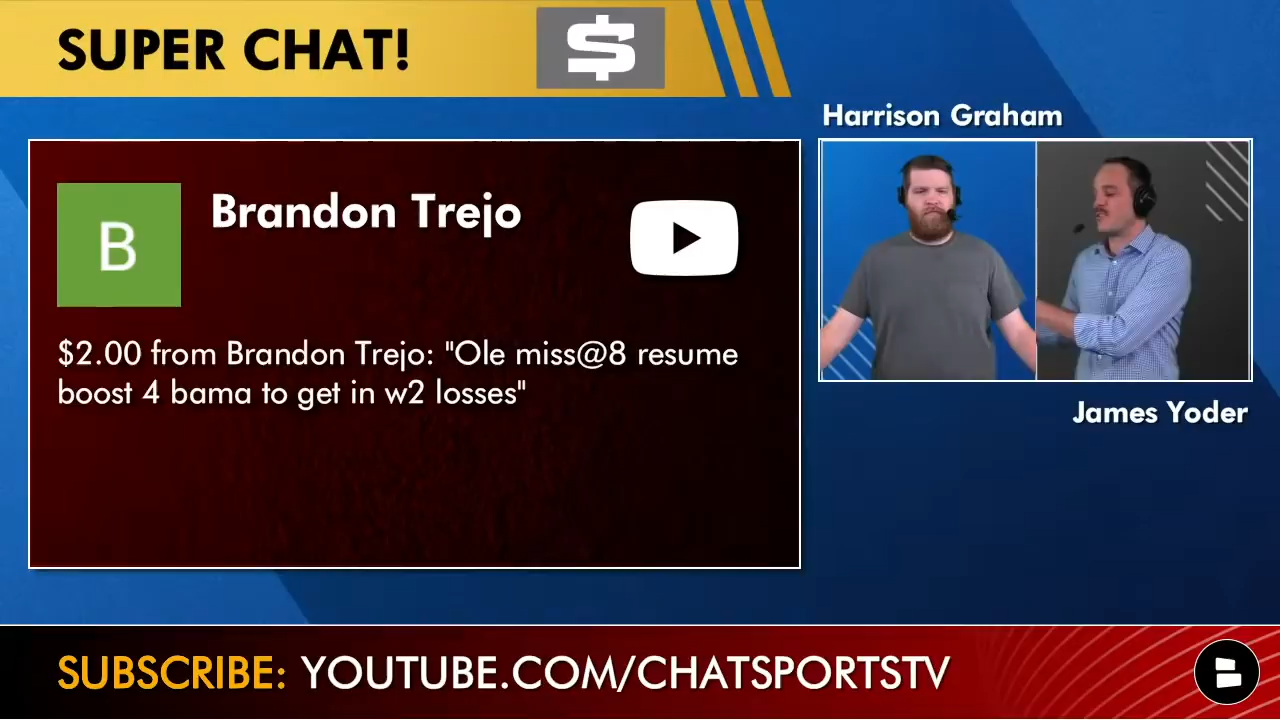 SUPER CHAT!
$
Harrison Graham
B
Brandon Trejo
$2.00 from Brandon Trejo: "Ole miss@8 resume
boost 4 bama to get in w2 losses"
James Yoder
SUBSCRIBE: YOUTUBE.COM/CHATSPORTSTV